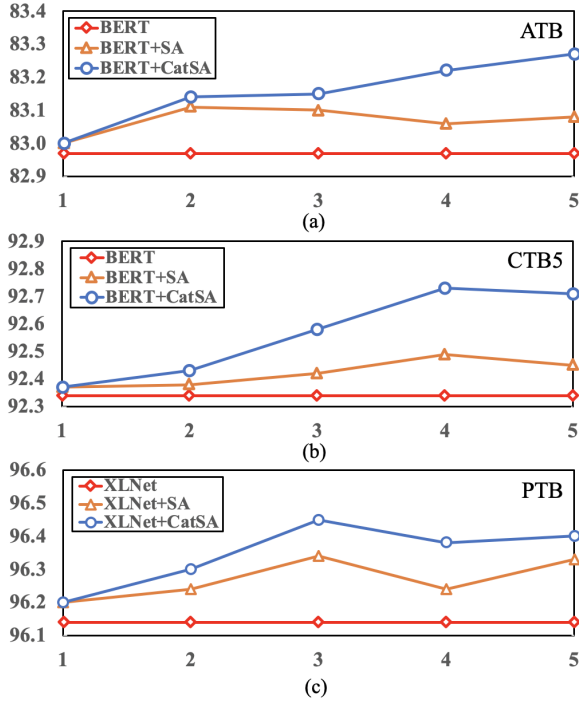 83.4
ATB
BERT
83.3
BERT+SA
83.2
BERT+CatSA
83.1
83.0
82.9
1 2 3 4 5
(a)
92.9
CTB5
BERT
92.8
BERT+SA
92.7
BERT+CatSA
92.6
92.5
92.4
92.3
1 2 3 4 5
(b)
96.6
PTB
XLNet
96.5
XLNet+SA
XLNet+CatSA
96.4
96.3
96.2
96.1
1 2 3 4 5
(c)